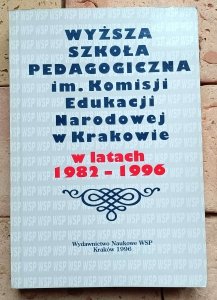 WYŻSZA
SZKOŁA
PEDAGOGICZNA
im. Komisji
Edukacji
Narodowej
w Krakowie
w latach
1982 – 1996
Wydawnictwo Naukowe WSP
Kraków 1996